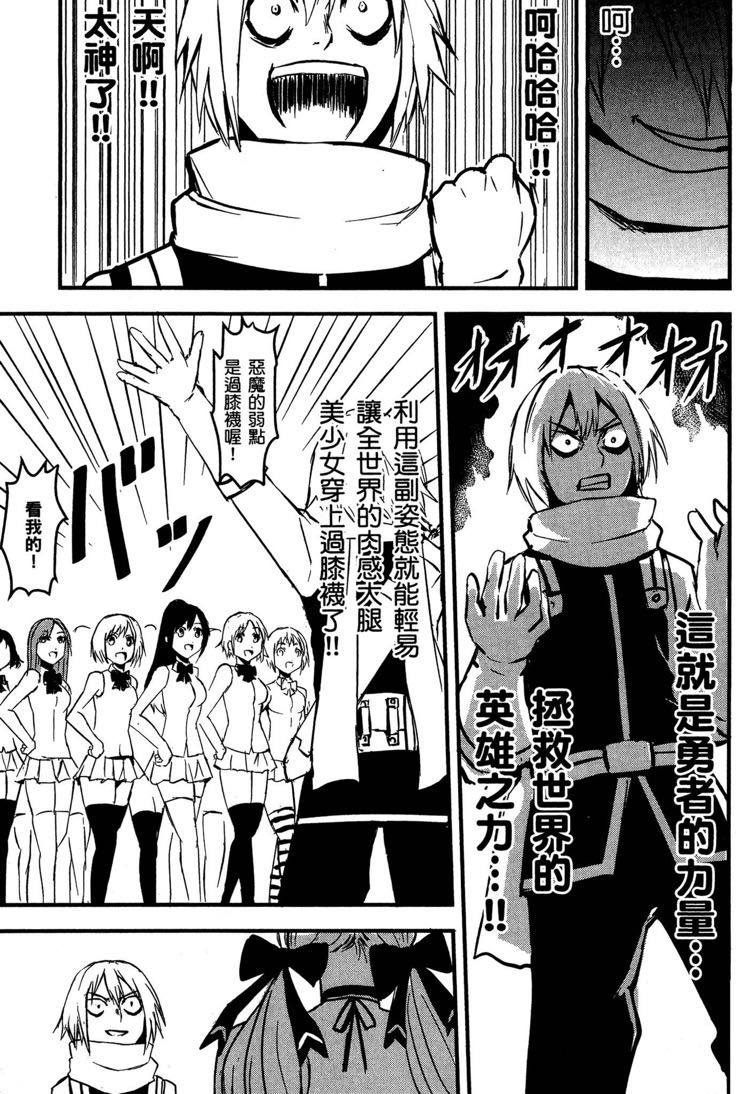 呵…
呵哈哈哈!!
天啊!!
太神了!!
オオオオオオ
這就是勇者的力量…
拯救世界的
英雄之力…!!
利用這副姿態就能輕易
讓全世界的肉感大腿
美少女穿上過膝襪了!!
惡魔的弱點
是過膝襪喔!
バッ
看我的!